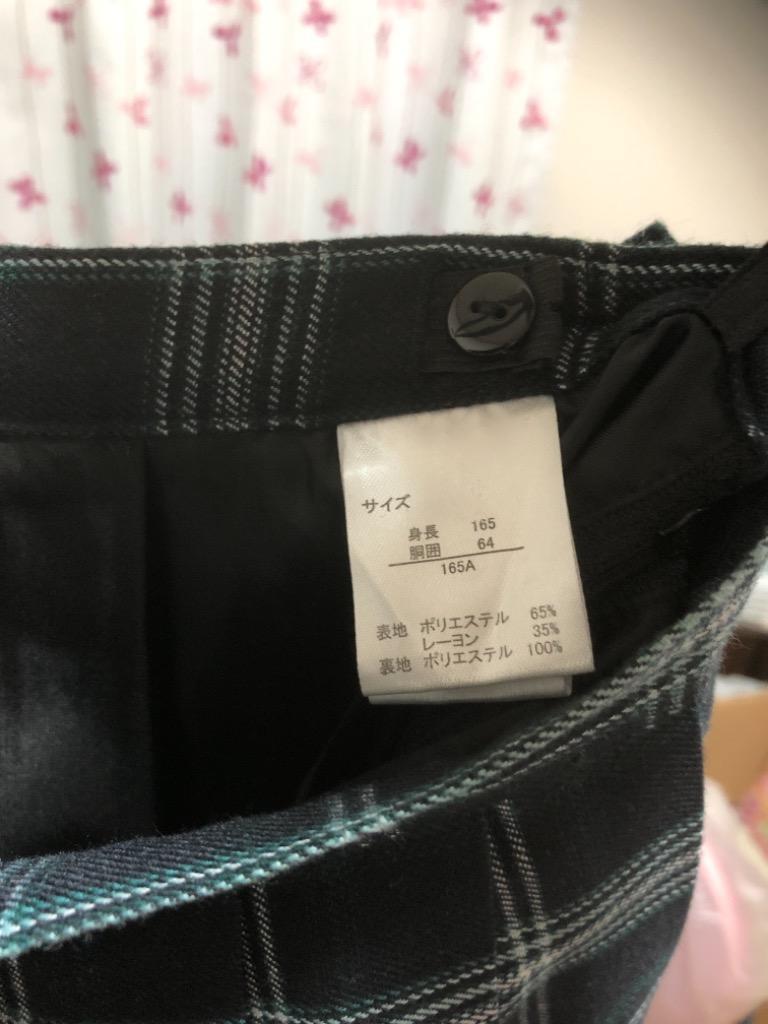 サイズ
身長 165
胴囲 64
165A
表地 ポリエステル 65%
レーヨン 35%
裏地 ポリエステル 100%